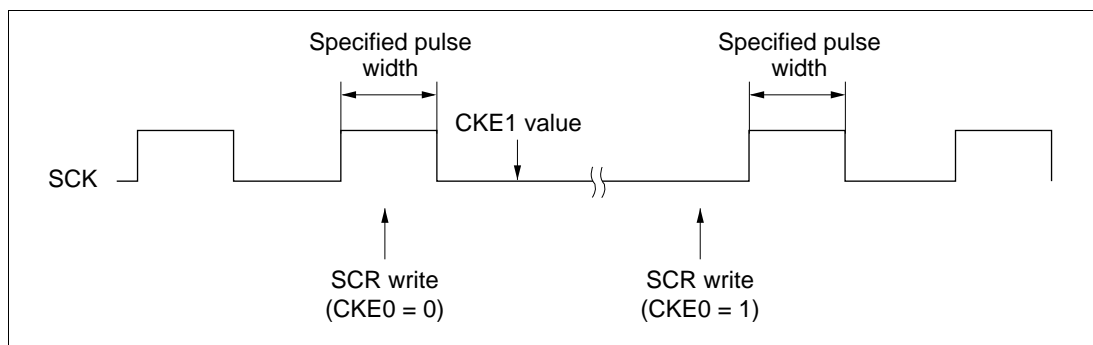 Specified pulse
width
Specified pulse
width
CKE1 value
SCK
SCR write
(CKE0 = 0)
SCR write
(CKE0 = 1)